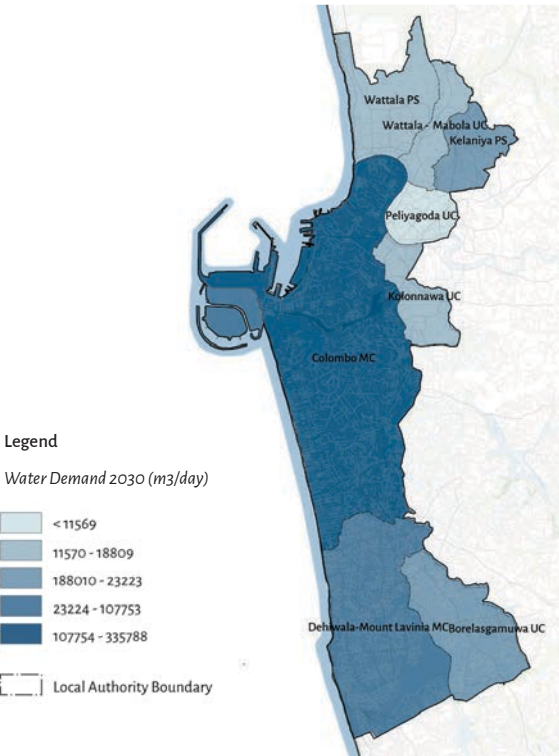 Wattala PS
Wattala - Mabola UC
Kelaniya PS
Peliyagoda UC
Kolonnawa UC
Colombo MC
Dehiwala-Mount Lavinia MC
Borelasgamuwa UC
Legend
Water Demand 2030 (m3/day)
< 11569
11570 - 18809
188010 - 23223
23224 - 107753
107754 - 335788
Local Authority Boundary